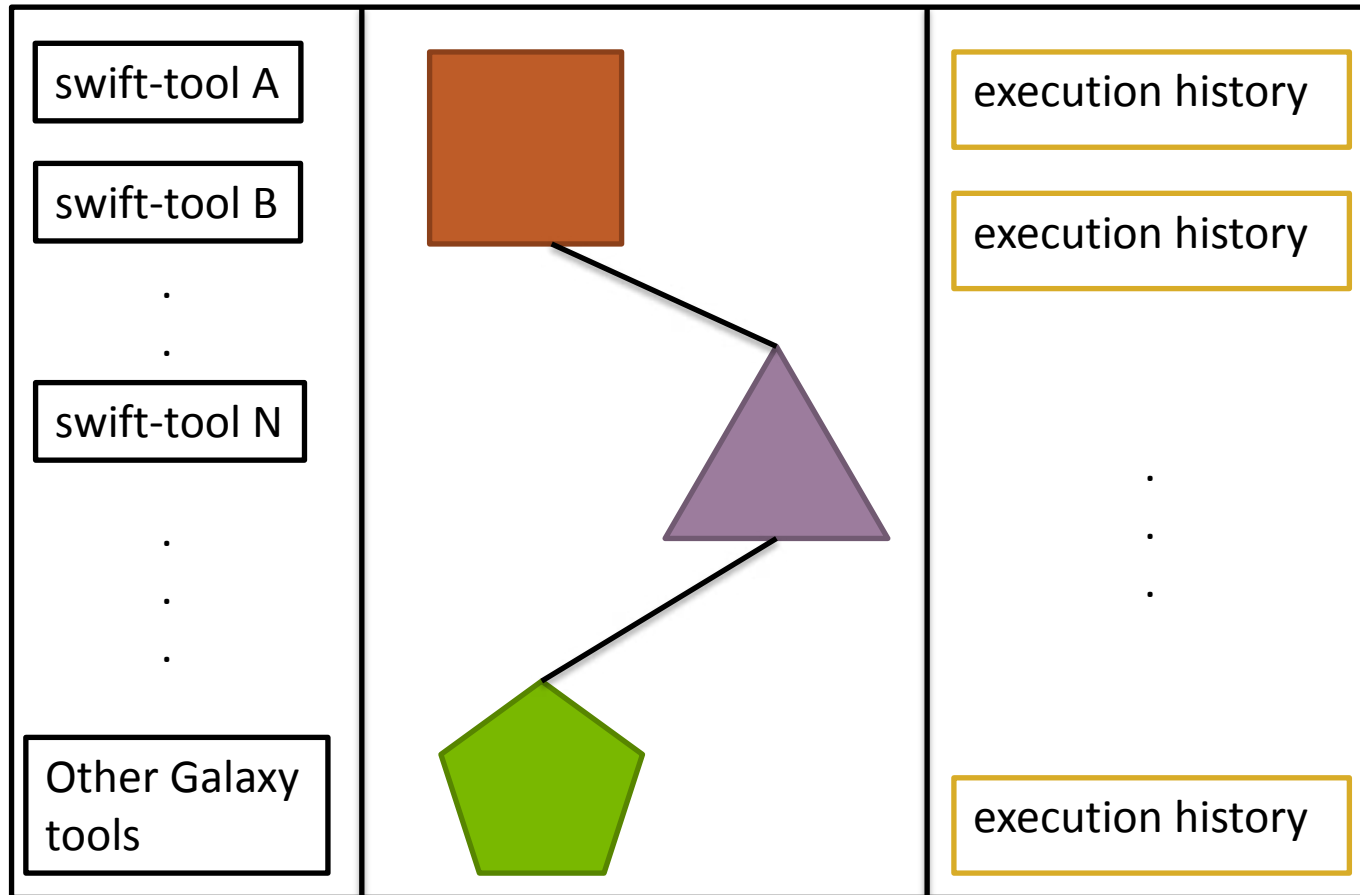 swift-tool A
swift-tool B
.
.
swift-tool N
.
.
.
Other Galaxy
tools
execution history
execution history
.
.
.
execution history